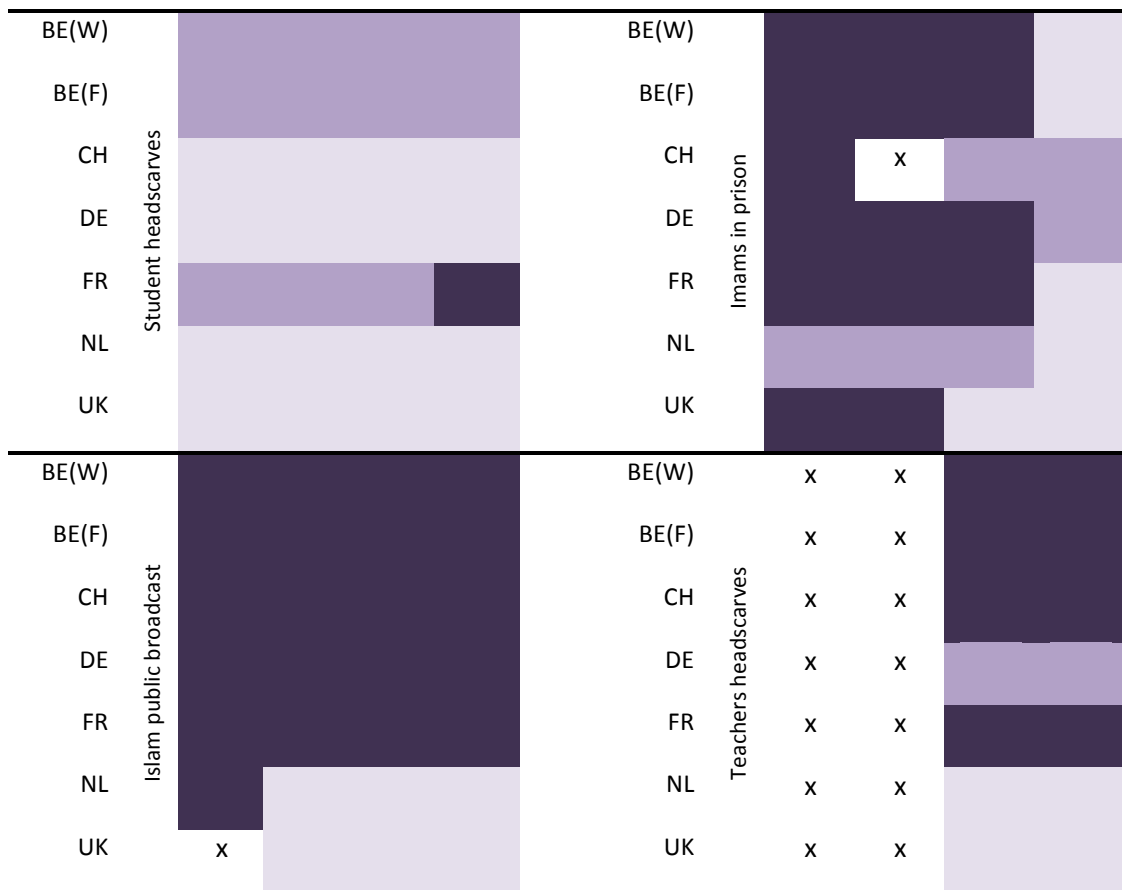 BE(W)
BE(F)
CH
DE
FR
NL
UK
Student headscarves
BE(W)
BE(F)
CH x
DE
FR
NL
UK
Imams in prison
BE(W)
BE(F)
CH
DE
FR
NL
UK x
Islam public broadcast
BE(W) x x
BE(F) x x
CH x x
DE x x
FR x x
NL x x
UK x x
Teachers headscarves